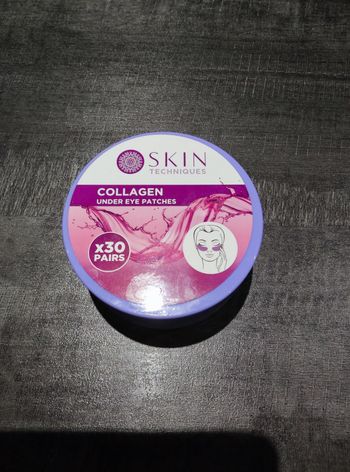 SKIN
TECHNIQUES
COLLAGEN
UNDER EYE PATCHES
x30
PAIRS